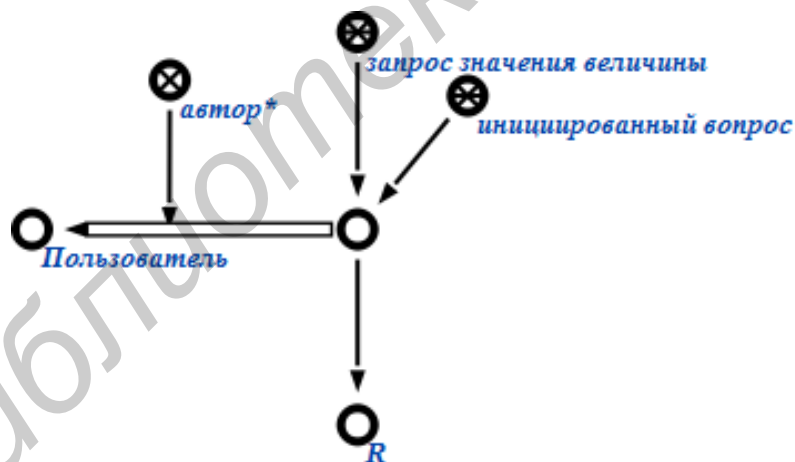 запрос значения величины
автор*
инициированный вопрос
Пользователь
R